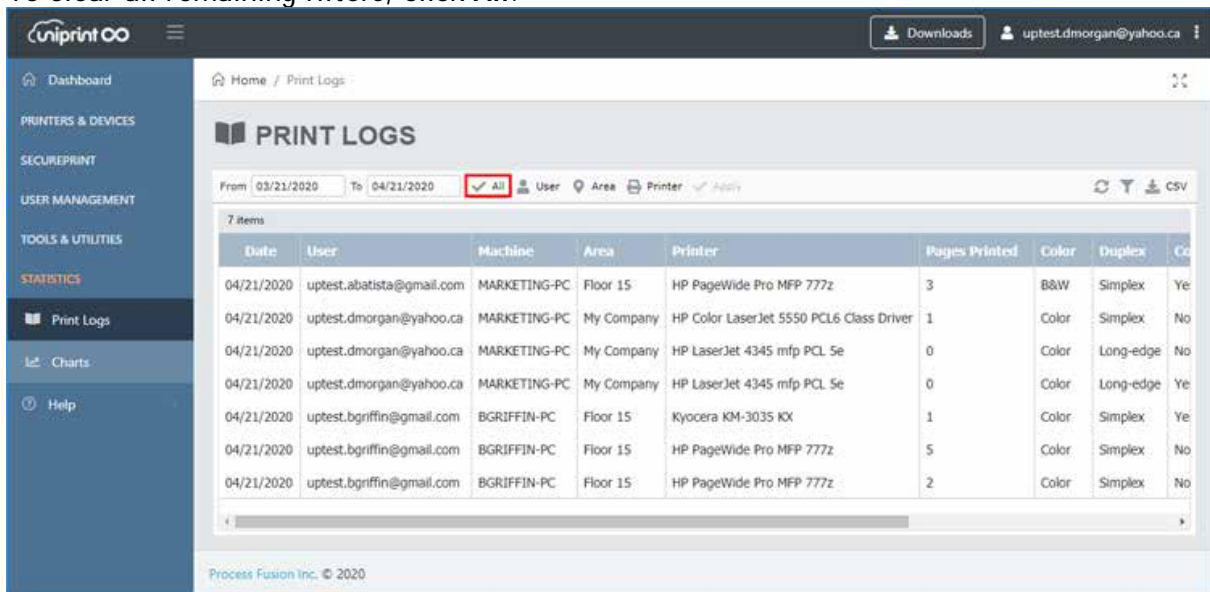 To clear all remaining filters, click All.
uniprint
Downloads
uptest.dmorgan@yahoo.ca
Dashboard
Home / Print Logs
PRINTERS & DEVICES
PRINT LOGS
SECUREPRINT
From 03/21/2020 To 04/21/2020 All User Area Printer Apply CSV
USER MANAGEMENT
7 items
TOOLS & UTILITIES
Date User Machine Area Printer Pages Printed Color Duplex Co
STATISTICS
04/21/2020 uptest.abatista@gmail.com MARKETING-PC Floor 15 HP PageWide Pro MFP 777z 3 B&W Simplex Ye
Print Logs
04/21/2020 uptest.dmorgan@yahoo.ca MARKETING-PC My Company HP Color LaserJet 5550 PCL6 Class Driver 1 Color Simplex No
04/21/2020 uptest.dmorgan@yahoo.ca MARKETING-PC My Company HP LaserJet 4345 mfp PCL 5e 0 Color Long-edge No
Charts
04/21/2020 uptest.dmorgan@yahoo.ca MARKETING-PC My Company HP LaserJet 4345 mfp PCL 5e 0 Color Long-edge Ye
Help
04/21/2020 uptest.bgriffin@gmail.com BGRIFFIN-PC Floor 15 Kyocera KM-3035 KX 1 Color Simplex Ye
04/21/2020 uptest.bgriffin@gmail.com BGRIFFIN-PC Floor 15 HP PageWide Pro MFP 777z 5 Color Simplex No
04/21/2020 uptest.bgriffin@gmail.com BGRIFFIN-PC Floor 15 HP PageWide Pro MFP 777z 2 Color Simplex No
Process Fusion Inc. © 2020